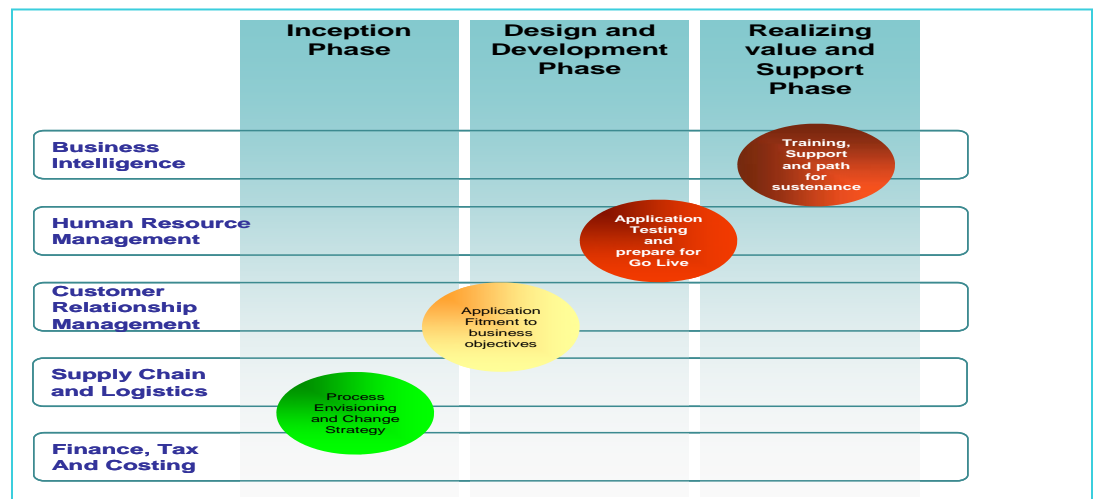 Inception
Phase
Design and
Development
Phase
Realizing
value and
Support
Phase
Business
Intelligence
Training,
Support
and path
for
sustenance
Human Resource
Management
Application
Testing
and
prepare for
Go Live
Customer
Relationship
Management
Application
Fitment to
business
objectives
Supply Chain
and Logistics
Process
Envisioning
and Change
Strategy
Finance, Tax
And Costing